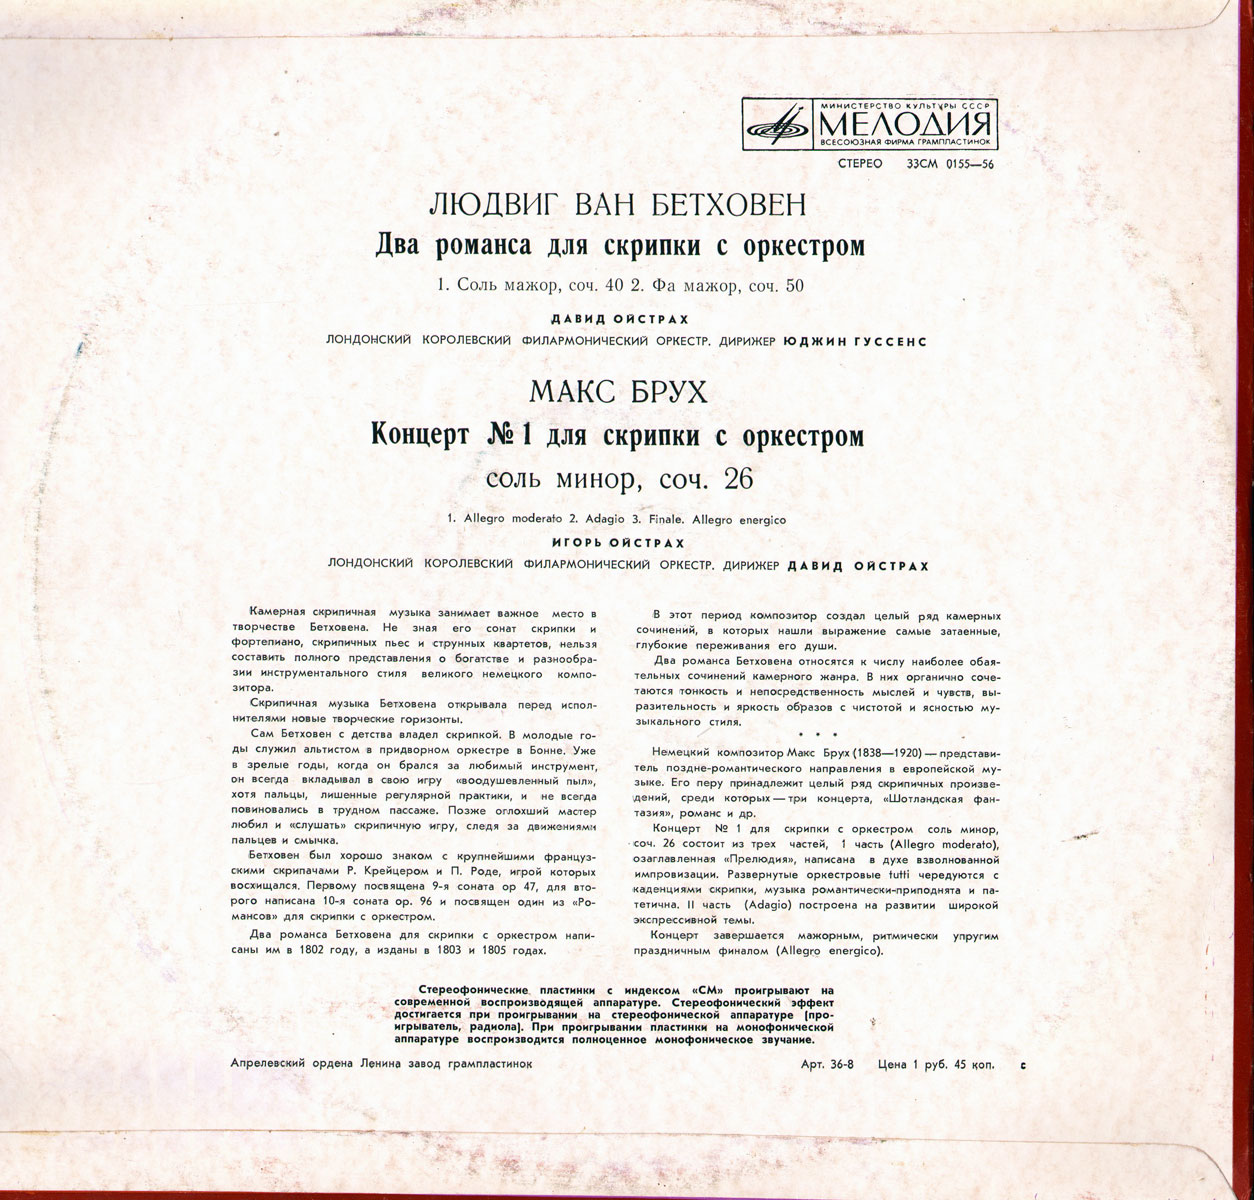 МИНИСТЕРСТВО КУЛЬТУРЫ СССР
МЕЛОДИЯ
ВСЕСОЮЗНАЯ ФИРМА ГРАМПЛАСТИНОК
СТЕРЕО 33СМ 0155—56
ЛЮДВИГ ВАН БЕТХОВЕН
Два романса для скрипки с оркестром
1. Соль мажор, соч. 40 2. Фа мажор, соч. 50
ДАВИД ОЙСТРАХ
ЛОНДОНСКИЙ КОРОЛЕВСКИЙ ФИЛАРМОНИЧЕСКИЙ ОРКЕСТР. ДИРИЖЕР ЮДЖИН ГУССЕНС
МАКС БРУХ
Концерт № 1 для скрипки с оркестром
соль минор, соч. 26
1. Allegro moderato 2. Adagio 3. Finale. Allegro energico
ИГОРЬ ОЙСТРАХ
ЛОНДОНСКИЙ КОРОЛЕВСКИЙ ФИЛАРМОНИЧЕСКИЙ ОРКЕСТР. ДИРИЖЕР ДАВИД ОЙСТРАХ
Камерная скрипичная музыка занимает важное место в
творчестве Бетховена. Не зная его сонат скрипки и
фортепиано, скрипичных пьес и струнных квартетов, нельзя
составить полного представления о богатстве и разнообра-
зии инструментального стиля великого немецкого компо-
зитора.
Скрипичная музыка Бетховена открывала перед испол-
нителями новые творческие горизонты.
Сам Бетховен с детства владел скрипкой. В молодые го-
ды служил альтистом в придворном оркестре в Бонне. Уже
в зрелые годы, когда он брался за любимый инструмент,
он всегда вкладывал в свою игру «воодушевленный пыл»,
хотя пальцы, лишенные регулярной практики, и не всегда
повиновались в трудном пассаже. Позже оглохший мастер
любил и «слушать» скрипичную игру, следя за движениями
пальцев и смычка.
Бетховен был хорошо знаком с крупнейшими француз-
скими скрипачами Р. Крейцером и П. Роде, игрой которых
восхищался. Первому посвящена 9-я соната ор 47, для вто-
рого написана 10-я соната ор. 96 и посвящен один из «Ро-
мансов» для скрипки с оркестром.
Два романса Бетховена для скрипки с оркестром напи-
саны им в 1802 году, а изданы в 1803 и 1805 годах.
В этот период композитор создал целый ряд камерных
сочинений, в которых нашли выражение самые затаенные,
глубокие переживания его души.
Два романса Бетховена относятся к числу наиболее обая-
тельных сочинений камерного жанра. В них органично соче-
таются тонкость и непосредственность мыслей и чувств, вы-
разительность и яркость образов с чистотой и ясностью му-
зыкального стиля.
* * *
Немецкий композитор Макс Брух (1838—1920) — представи-
тель поздне-романтического направления в европейской му-
зыке. Его перу принадлежит целый ряд скрипичных произве-
дений, среди которых — три концерта, «Шотландская фан-
тазия», романс и др.
Концерт № 1 для скрипки с оркестром соль минор,
соч. 26 состоит из трех частей, 1 часть (Allegro moderato),
озаглавленная «Прелюдия», написана в духе взволнованной
импровизации. Развернутые оркестровые tutti чередуются с
каденциями скрипки, музыка романтически-приподнята и па-
тетична. II часть (Adagio) построена на развитии широкой
экспрессивной темы.
Концерт завершается мажорным, ритмически упругим
праздничным финалом (Allegro energico).
Стереофонические пластинки с индексом «СМ» проигрывают на
современной воспроизводящей аппаратуре. Стереофонический эффект
достигается при проигрывании на стереофонической аппаратуре (про-
игрыватель, радиола). При проигрывании пластинки на монофонической
аппаратуре воспроизводится полноценное монофоническое звучание.
Апрелевский ордена Ленина завод грампластинок
Арт. 36-8 Цена 1 руб. 45 коп. с